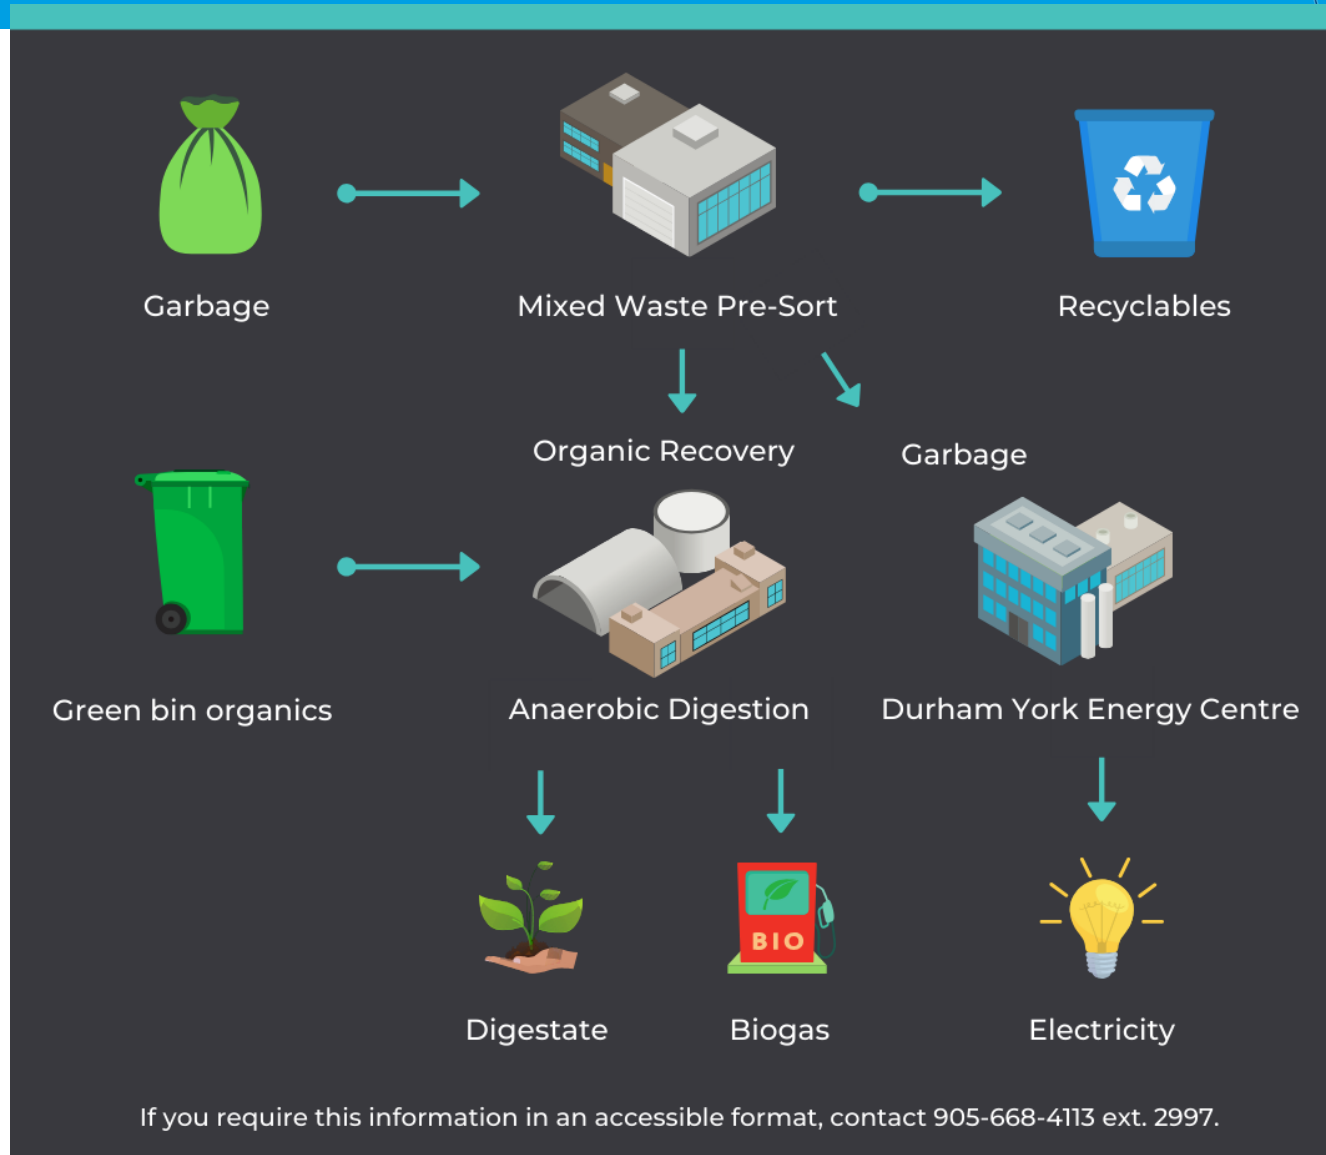 Garbage
Mixed Waste Pre-Sort
Recyclables
Organic Recovery
Garbage
Green bin organics
Anaerobic Digestion
Durham York Energy Centre
BIO
Digestate
Biogas
Electricity
If you require this information in an accessible format, contact 905-668-4113 ext. 2997.